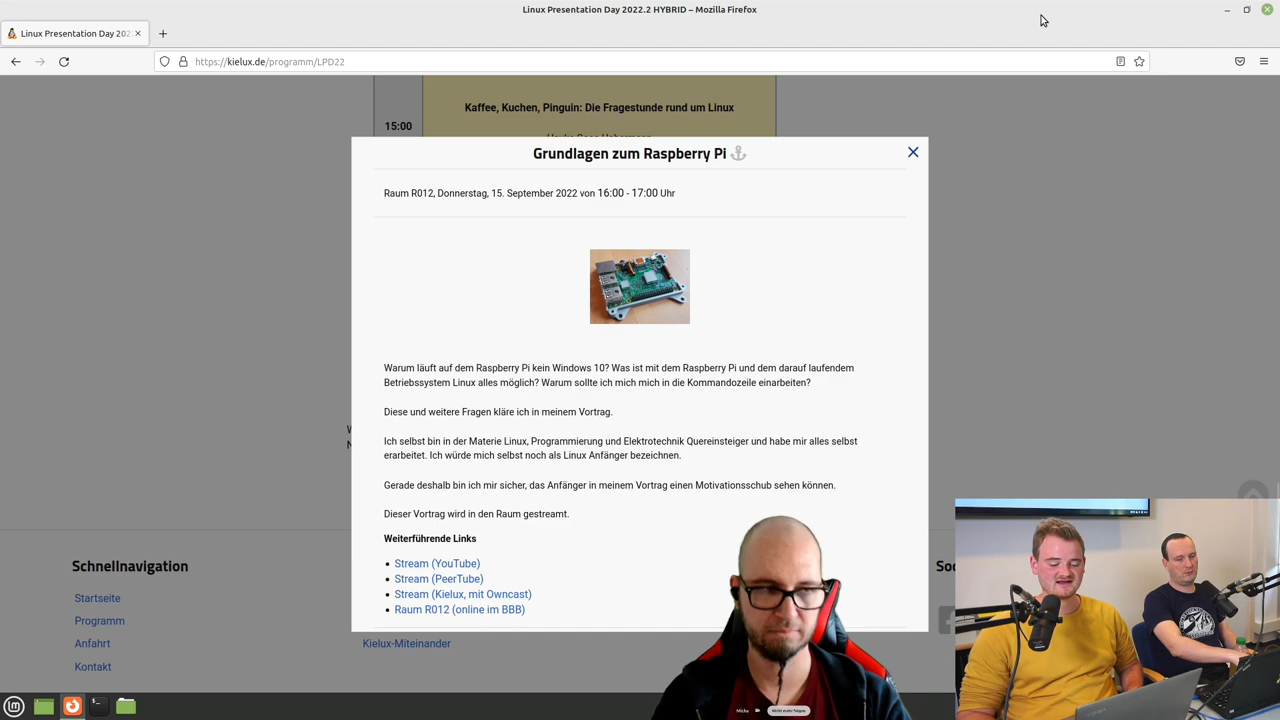 Linux Presentation Day 2022.2 HYBRID – Mozilla Firefox
Linux Presentation Day 202
https://kielux.de/programm/LPD22
Kaffee, Kuchen, Pinguin: Die Fragestunde rund um Linux
15:00
Grundlagen zum Raspberry Pi
Raum R012, Donnerstag, 15. September 2022 von 16:00 - 17:00 Uhr
Warum läuft auf dem Raspberry Pi kein Windows 10? Was ist mit dem Raspberry Pi und dem darauf laufendem
Betriebssystem Linux alles möglich? Warum sollte ich mich mich in die Kommandozeile einarbeiten?
Diese und weitere Fragen kläre ich in meinem Vortrag.
Ich selbst bin in der Materie Linux, Programmierung und Elektrotechnik Quereinsteiger und habe mir alles selbst
erarbeitet. Ich würde mich selbst noch als Linux Anfänger bezeichnen.
Gerade deshalb bin ich mir sicher, das Anfänger in meinem Vortrag einen Motivationsschub sehen können.
Dieser Vortrag wird in den Raum gestreamt.
Weiterführende Links
Stream (YouTube)
Stream (PeerTube)
Stream (Kielux, mit Owncast)
Raum R012 (online im BBB)
Schnellnavigation
Startseite
Programm
Anfahrt
Kontakt
Kielux-Miteinander
Micha